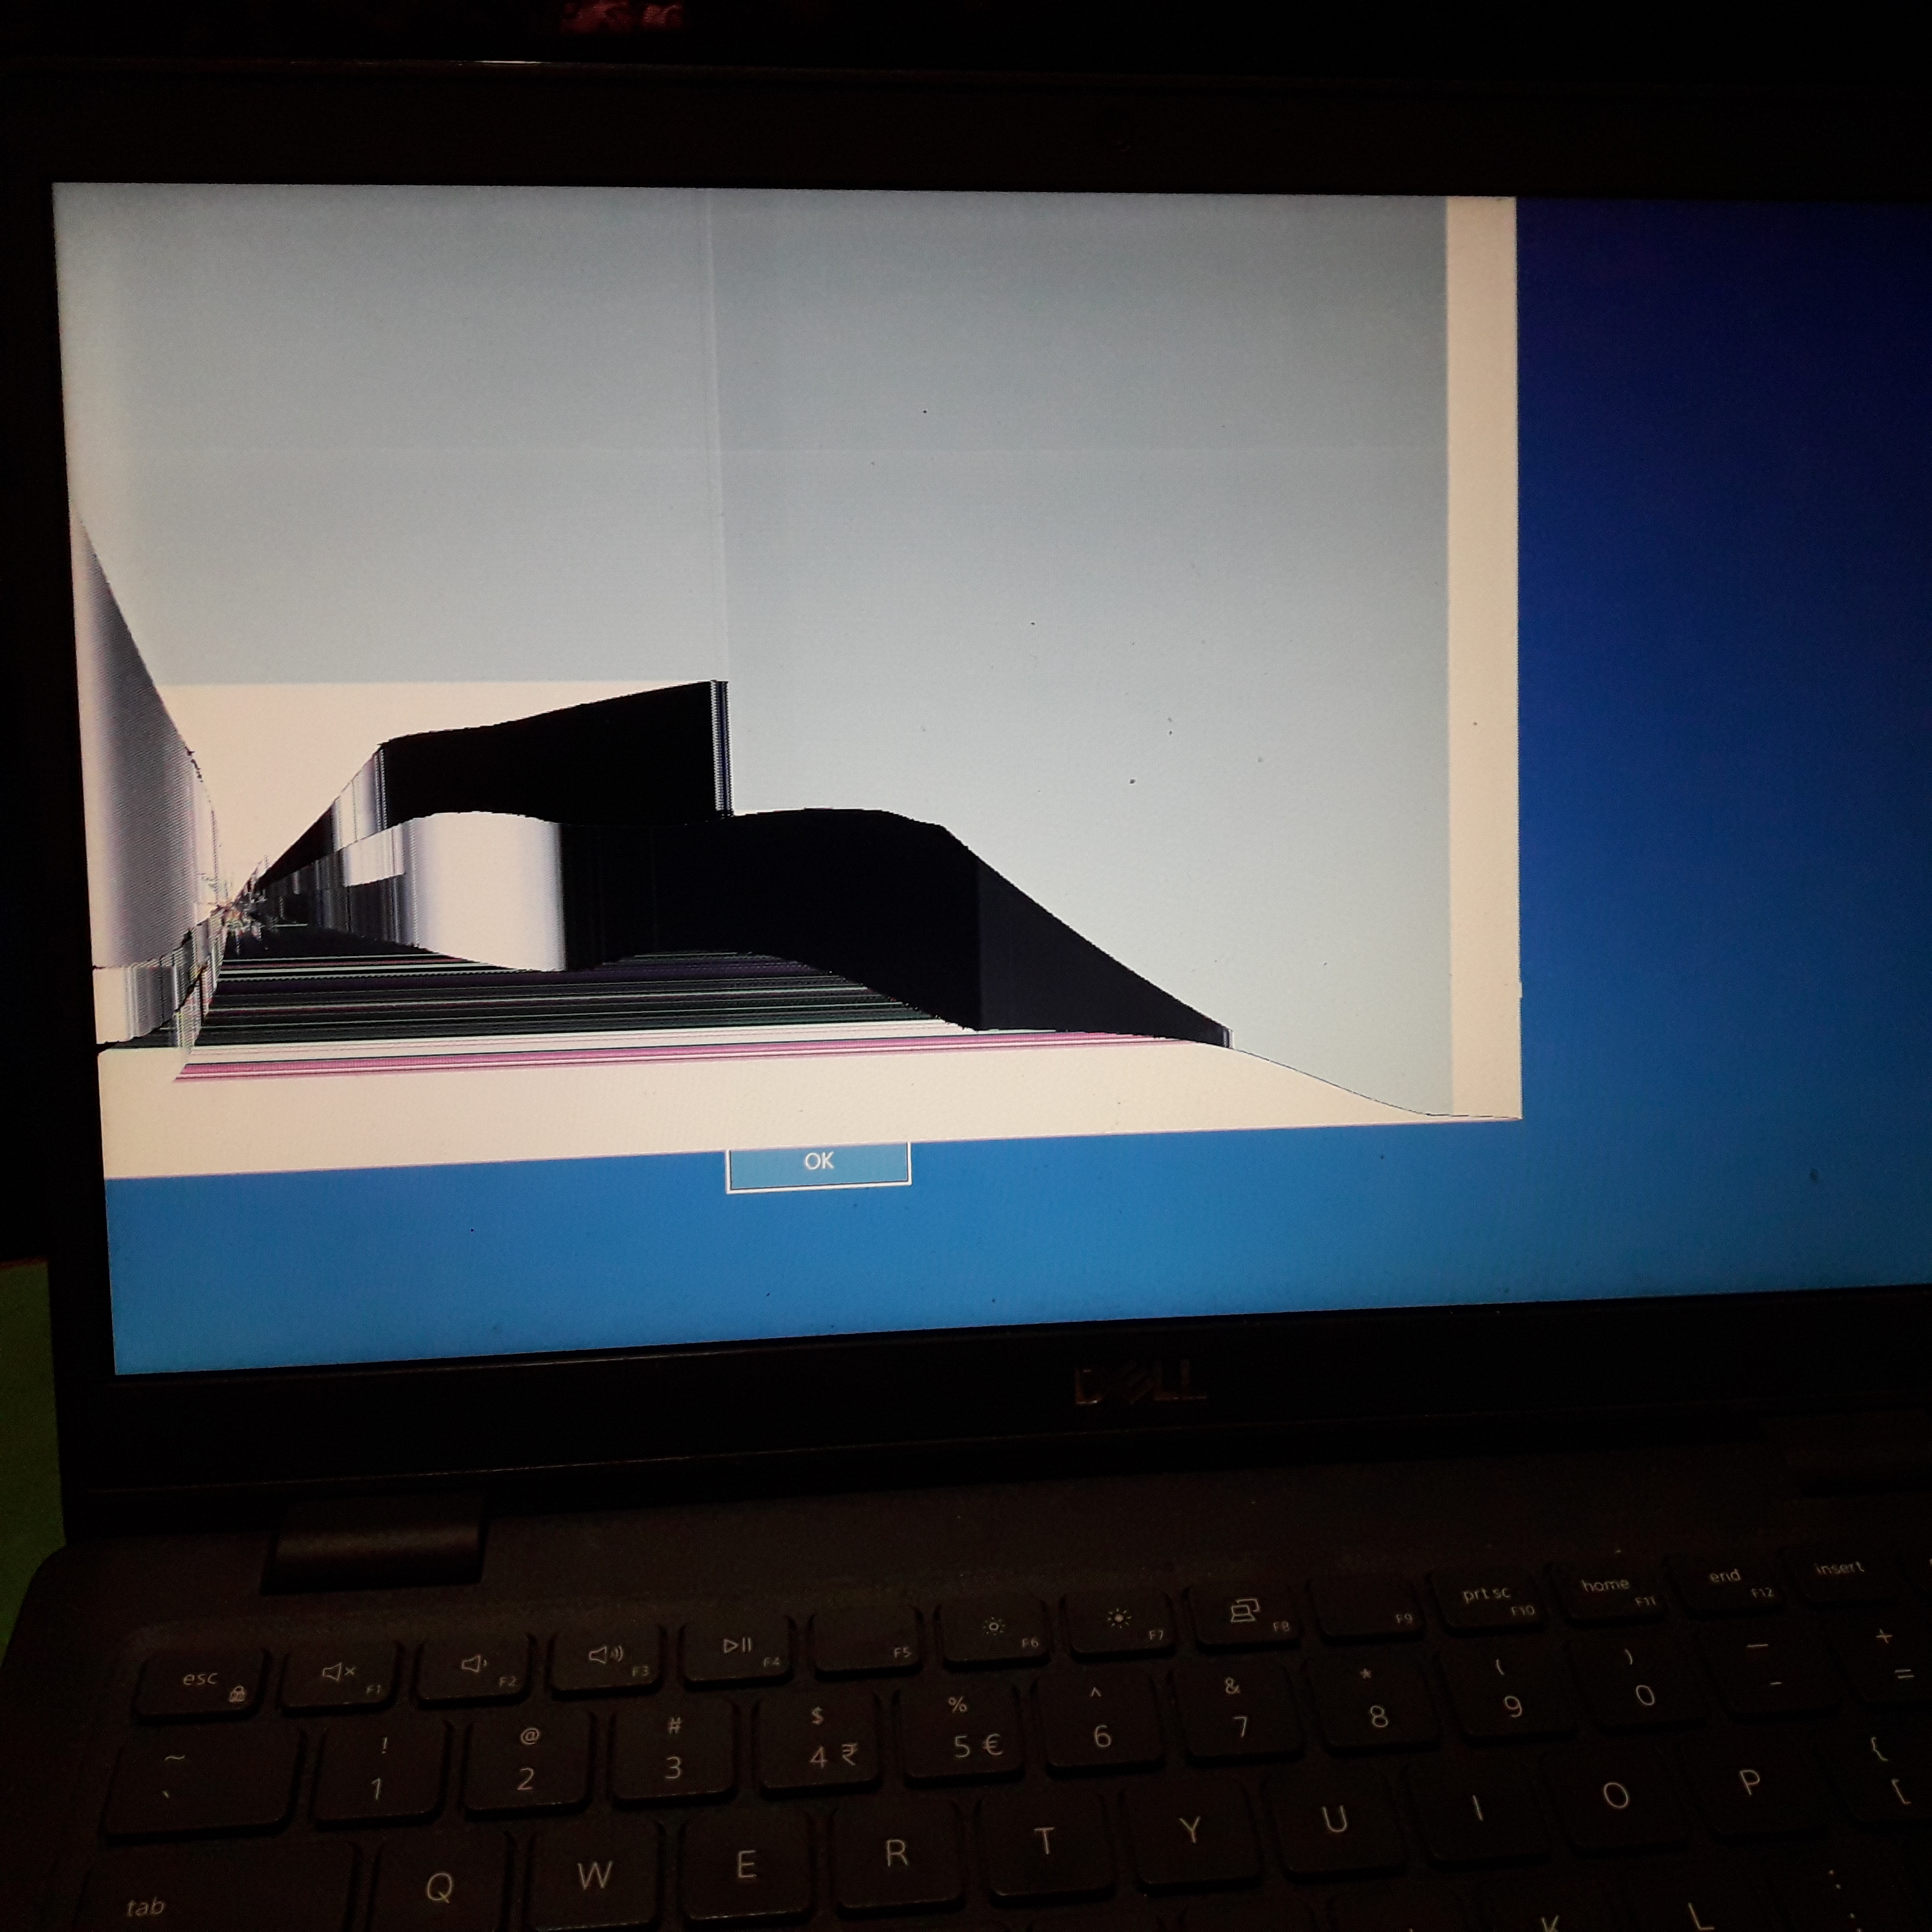 OK
DELL
esc F1 F2 F3 F4 F5 F6 F7 F8 F9 prt sc F10 home F11 end F12 insert
~ ! @ # $ % ^ & * ( ) — +
` 1 2 3 4 ₹ 5 € 6 7 8 9 0 - =
tab Q W E R T Y U I O P { [
K L :